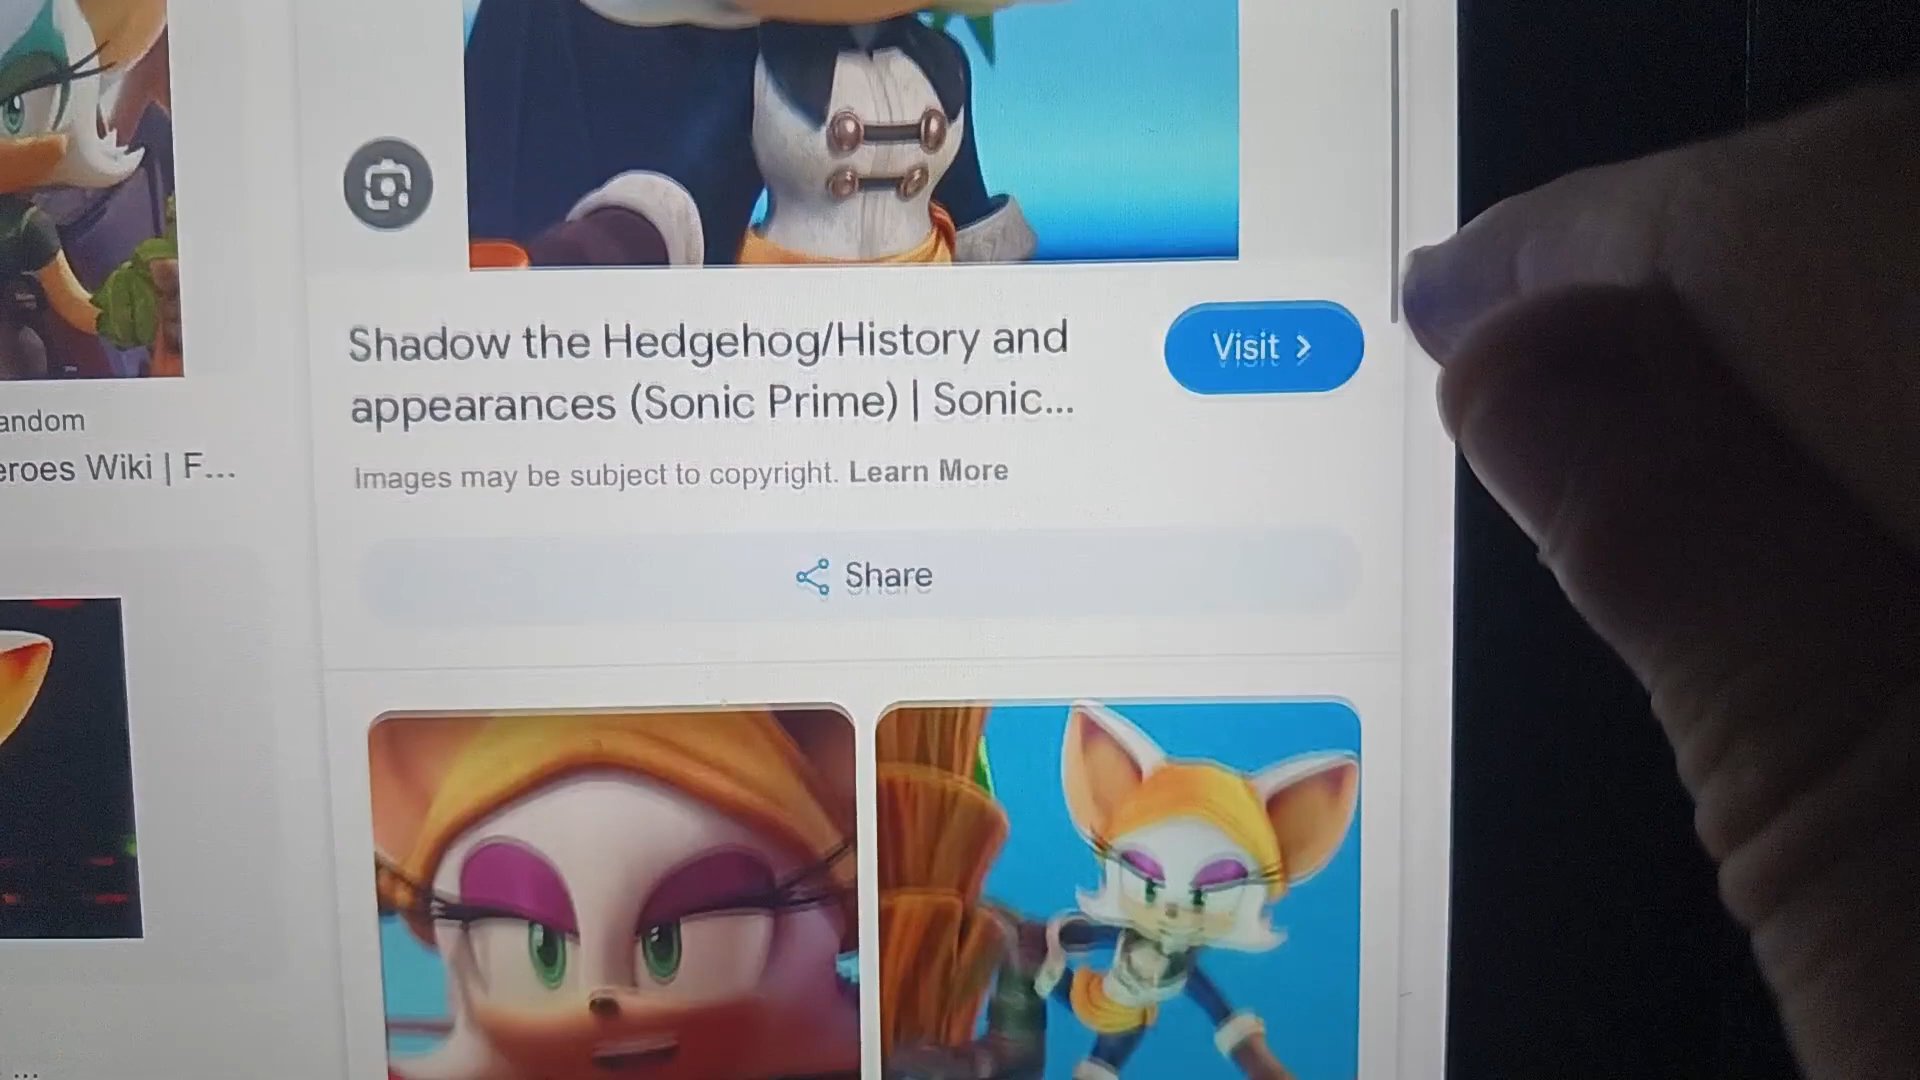 Shadow the Hedgehog/History and
appearances (Sonic Prime) | Sonic...
Visit
Images may be subject to copyright. Learn More
Share
andom
eroes Wiki | F...
...